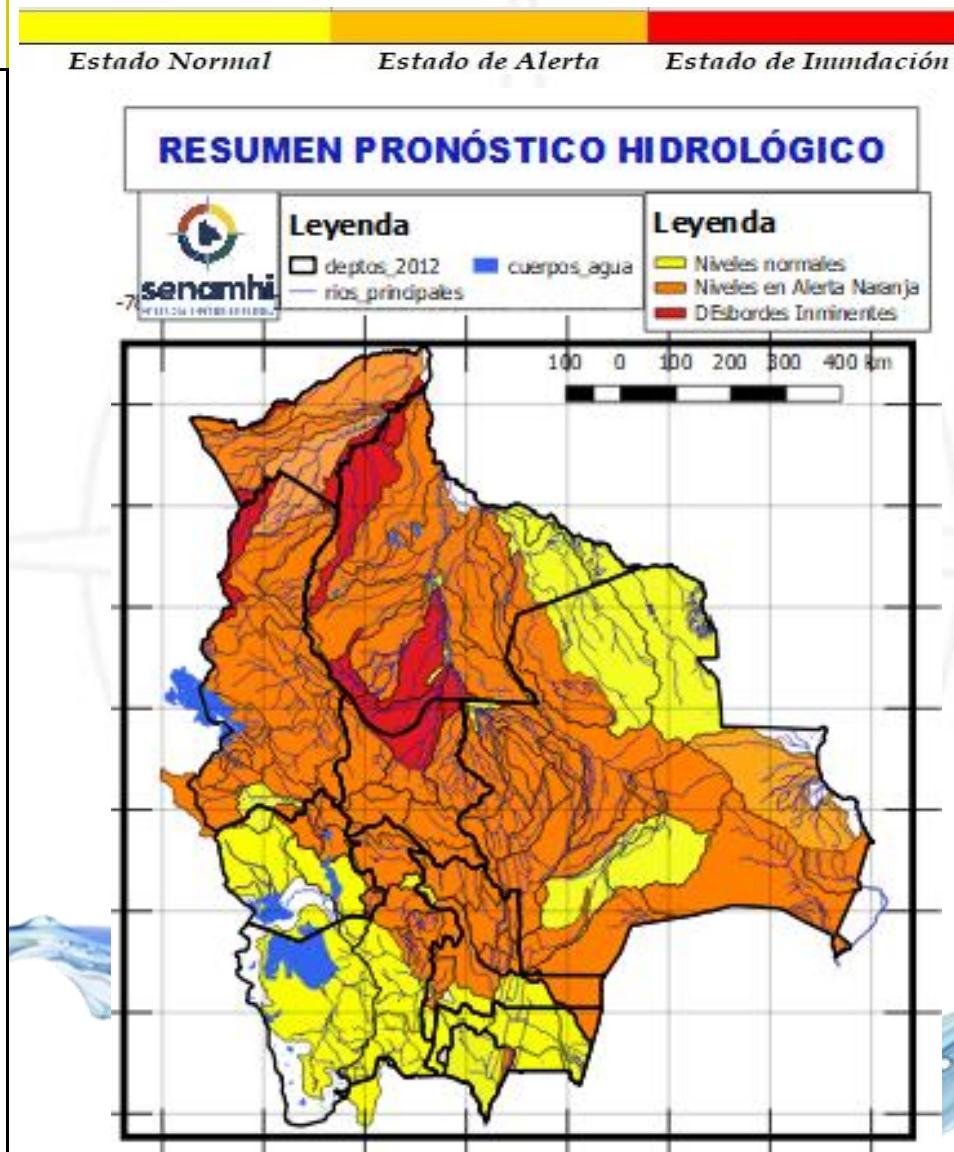 Estado Normal Estado de Alerta Estado de Inundación
RESUMEN PRONÓSTICO HIDROLÓGICO
senamhi
Leyenda
deptos_2012 cuerpos_agua
rios_principales
Leyenda
Niveles normales
Niveles en Alerta Naranja
DEsbordes Inminentes
100 0 100 200 300 400 km